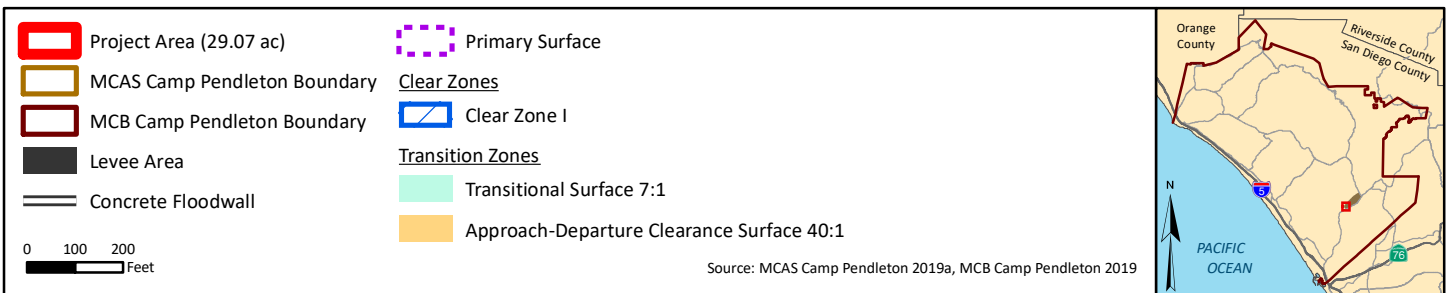 Project Area (29.07 ac)
MCAS Camp Pendleton Boundary
MCB Camp Pendleton Boundary
Levee Area
Concrete Floodwall
0 100 200
Feet
Primary Surface
Clear Zones
Clear Zone I
Transition Zones
Transitional Surface 7:1
Approach-Departure Clearance Surface 40:1
Source: MCAS Camp Pendleton 2019a, MCB Camp Pendleton 2019
Orange
County
Riverside County
San Diego County
N
5
PACIFIC
OCEAN
76